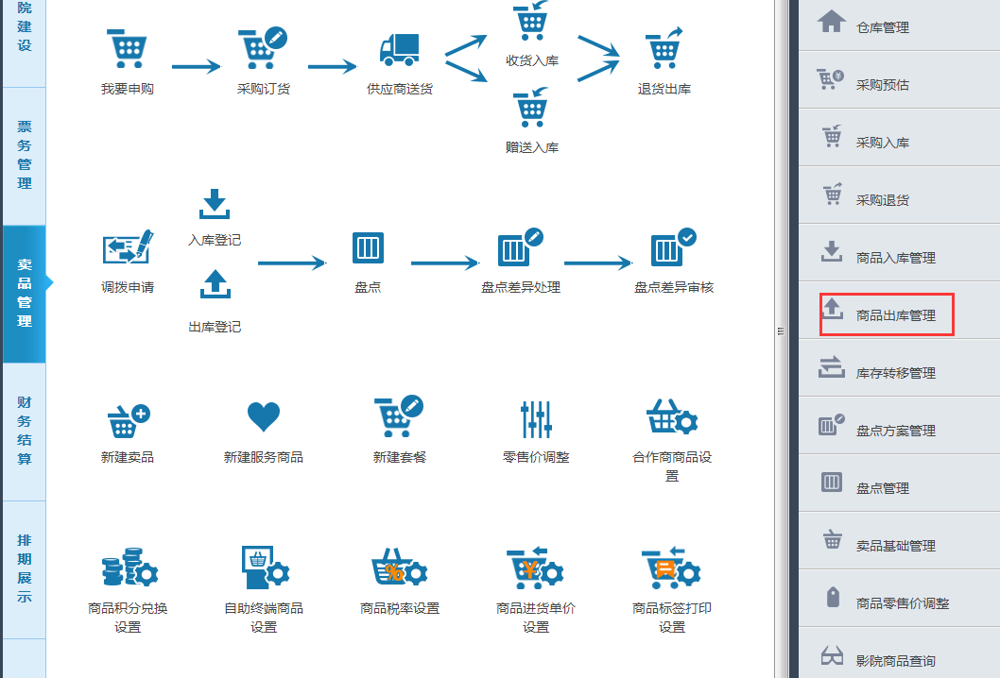 院
建
设
票
务
管
理
卖
品
管
理
财
务
结
算
排
期
展
示
我要申购
采购订货
供应商送货
收货入库
赠送入库
退货出库
入库登记
调拨申请
出库登记
盘点
盘点差异处理
盘点差异审核
新建卖品
新建服务商品
新建套餐
零售价调整
合作商商品设
置
商品积分兑换
设置
自助终端商品
设置
商品税率设置
商品进货单价
设置
商品标签打印
设置
仓库管理
采购预估
采购入库
采购退货
商品入库管理
商品出库管理
库存转移管理
盘点方案管理
盘点管理
卖品基础管理
商品零售价调整
影院商品查询